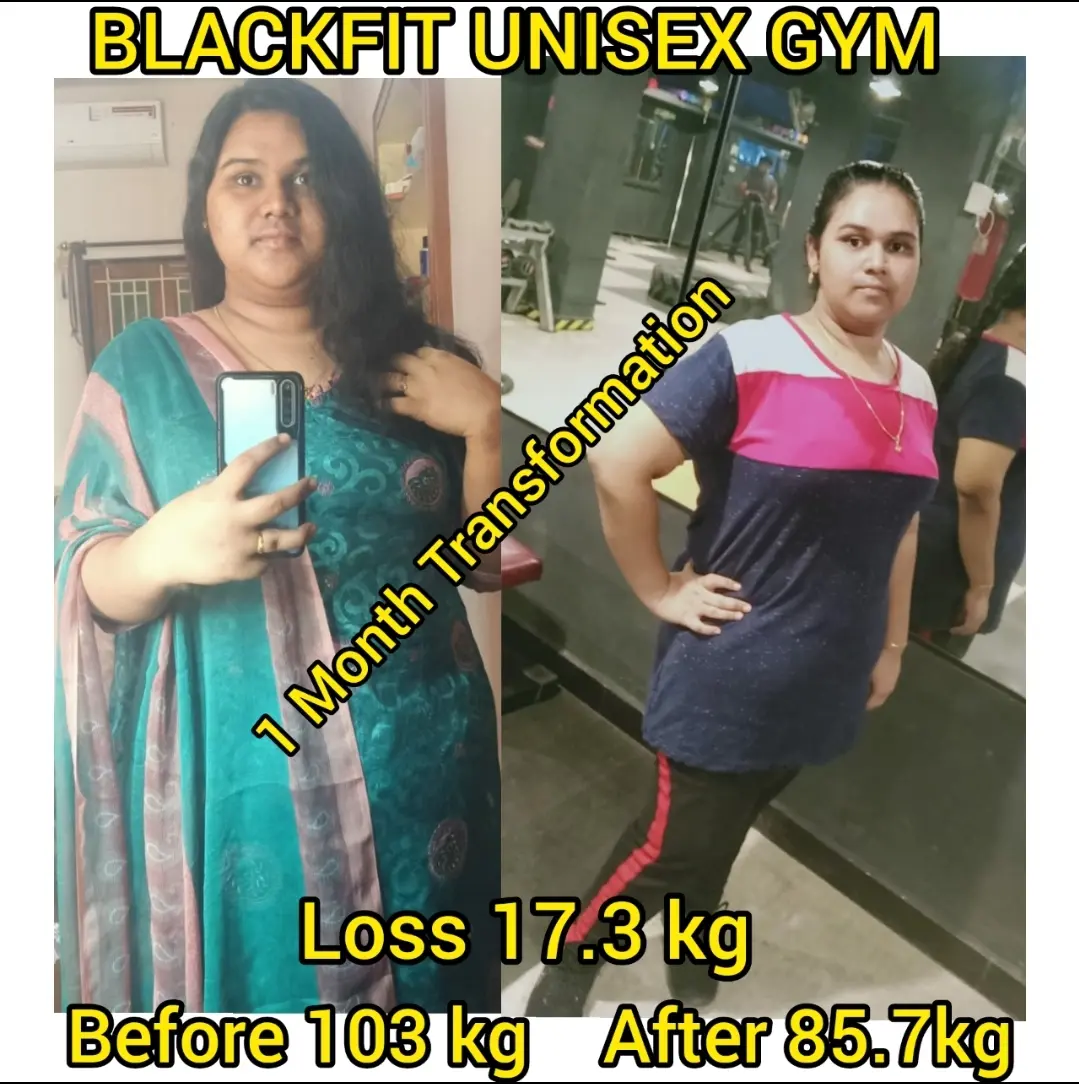 BLACKFIT UNISEX GYM
1 Month Transformation
Loss 17.3 kg
Before 103 kg
After 85.7kg